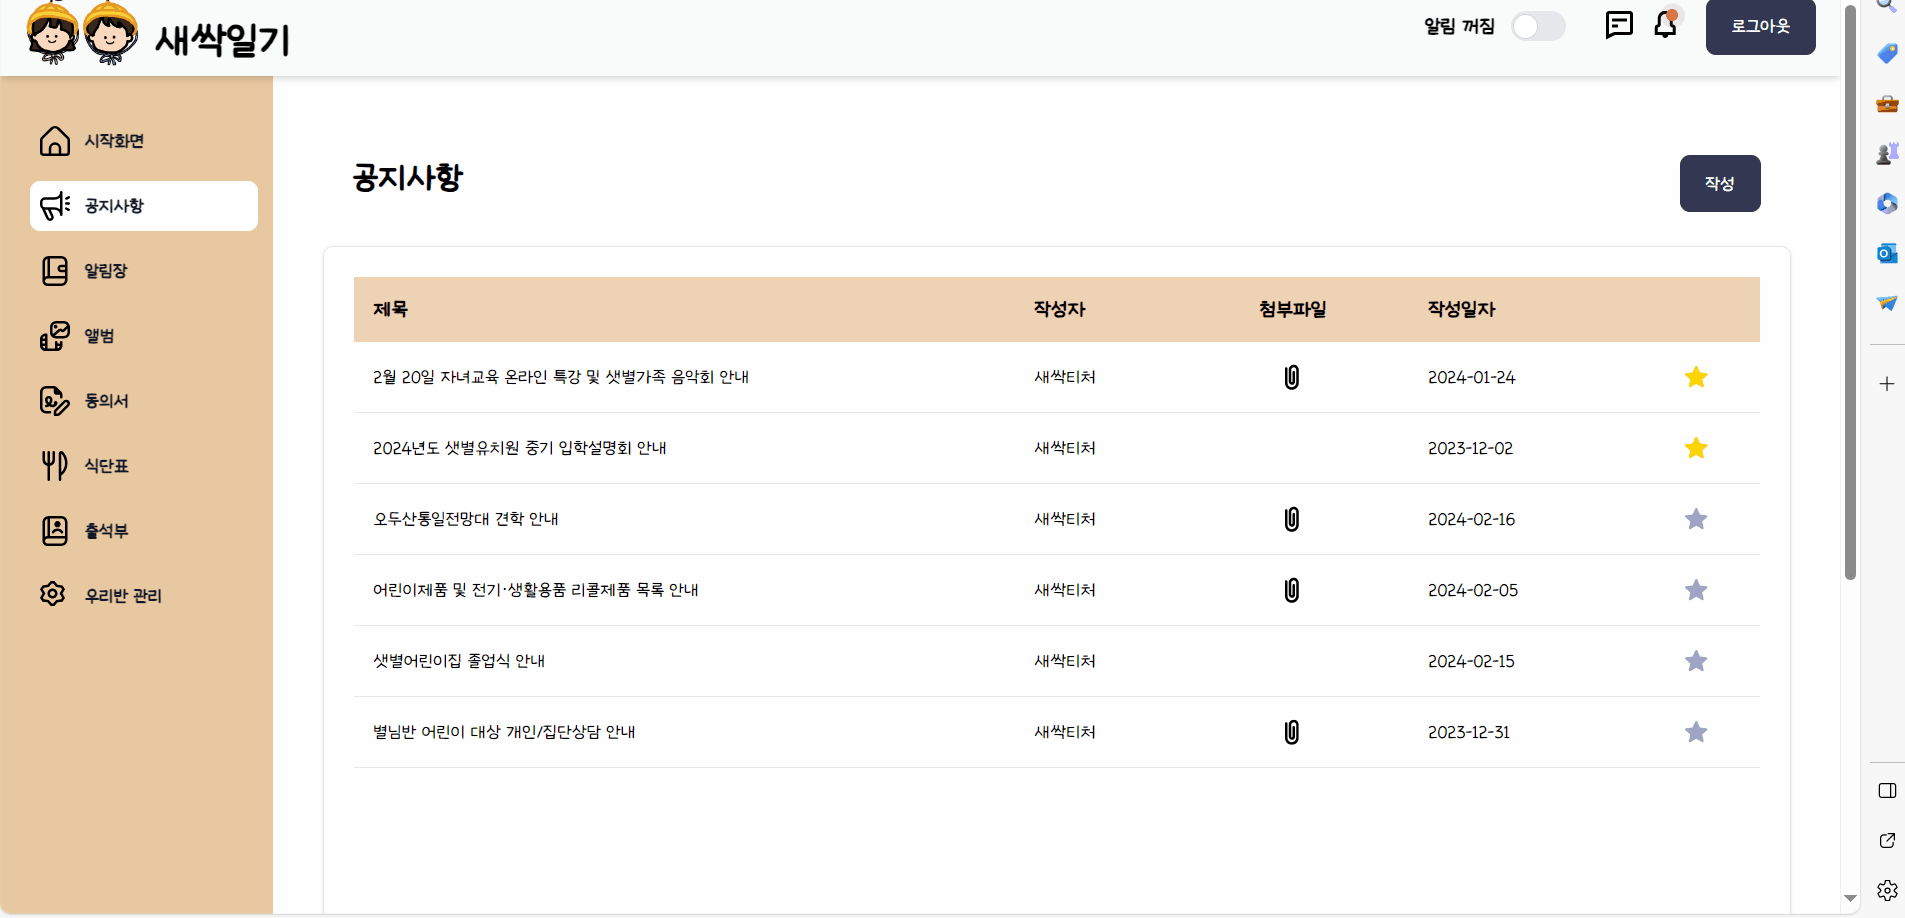 새싹일기
알림 꺼짐
로그아웃
시작화면
공지사항
알림장
앨범
동의서
식단표
출석부
우리반 관리
공지사항
작성
제목 작성자 첨부파일 작성일자
2월 20일 자녀교육 온라인 특강 및 샛별가족 음악회 안내 새싹티처 2024-01-24
2024년도 샛별유치원 중기 입학설명회 안내 새싹티처 2023-12-02
오두산통일전망대 견학 안내 새싹티처 2024-02-16
어린이제품 및 전기·생활용품 리콜제품 목록 안내 새싹티처 2024-02-05
샛별어린이집 졸업식 안내 새싹티처 2024-02-15
별님반 어린이 대상 개인/집단상담 안내 새싹티처 2023-12-31